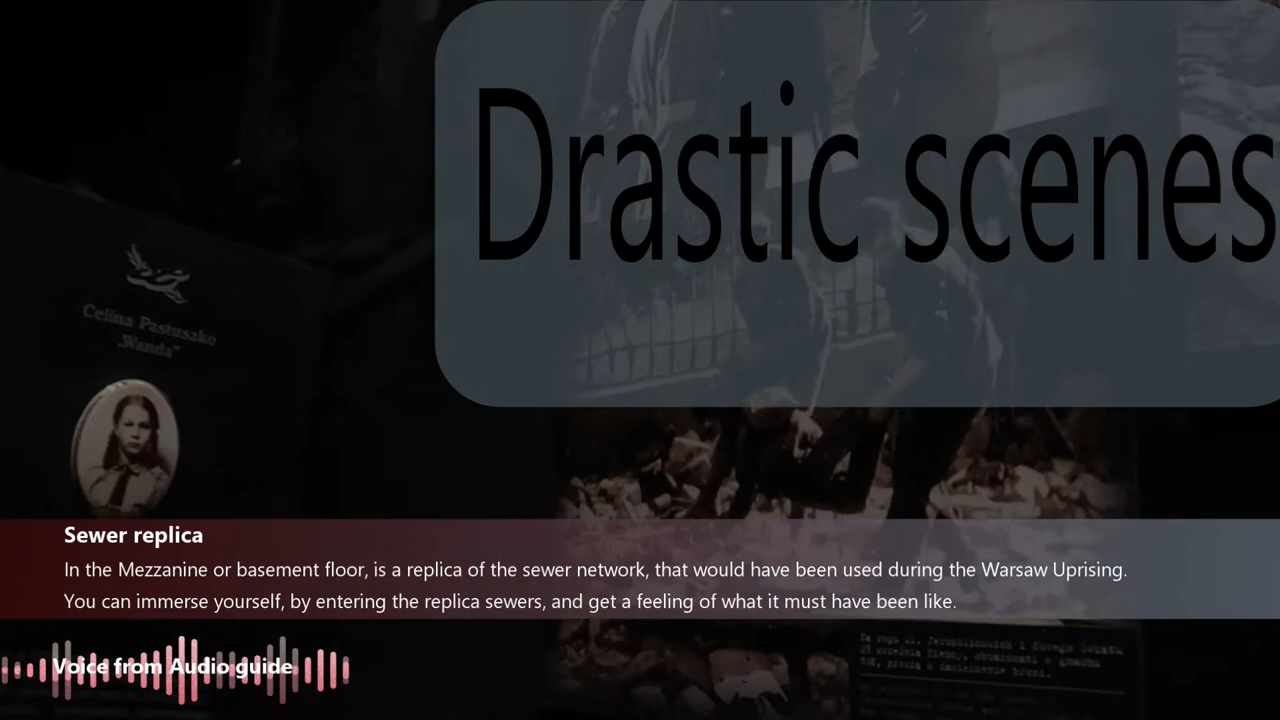 Drastic scenes
Celina Pastuszko
„Wanda”
Sewer replica
In the Mezzanine or basement floor, is a replica of the sewer network, that would have been used during the Warsaw Uprising.
You can immerse yourself, by entering the replica sewers, and get a feeling of what it must have been like.
Voice from Audio guide